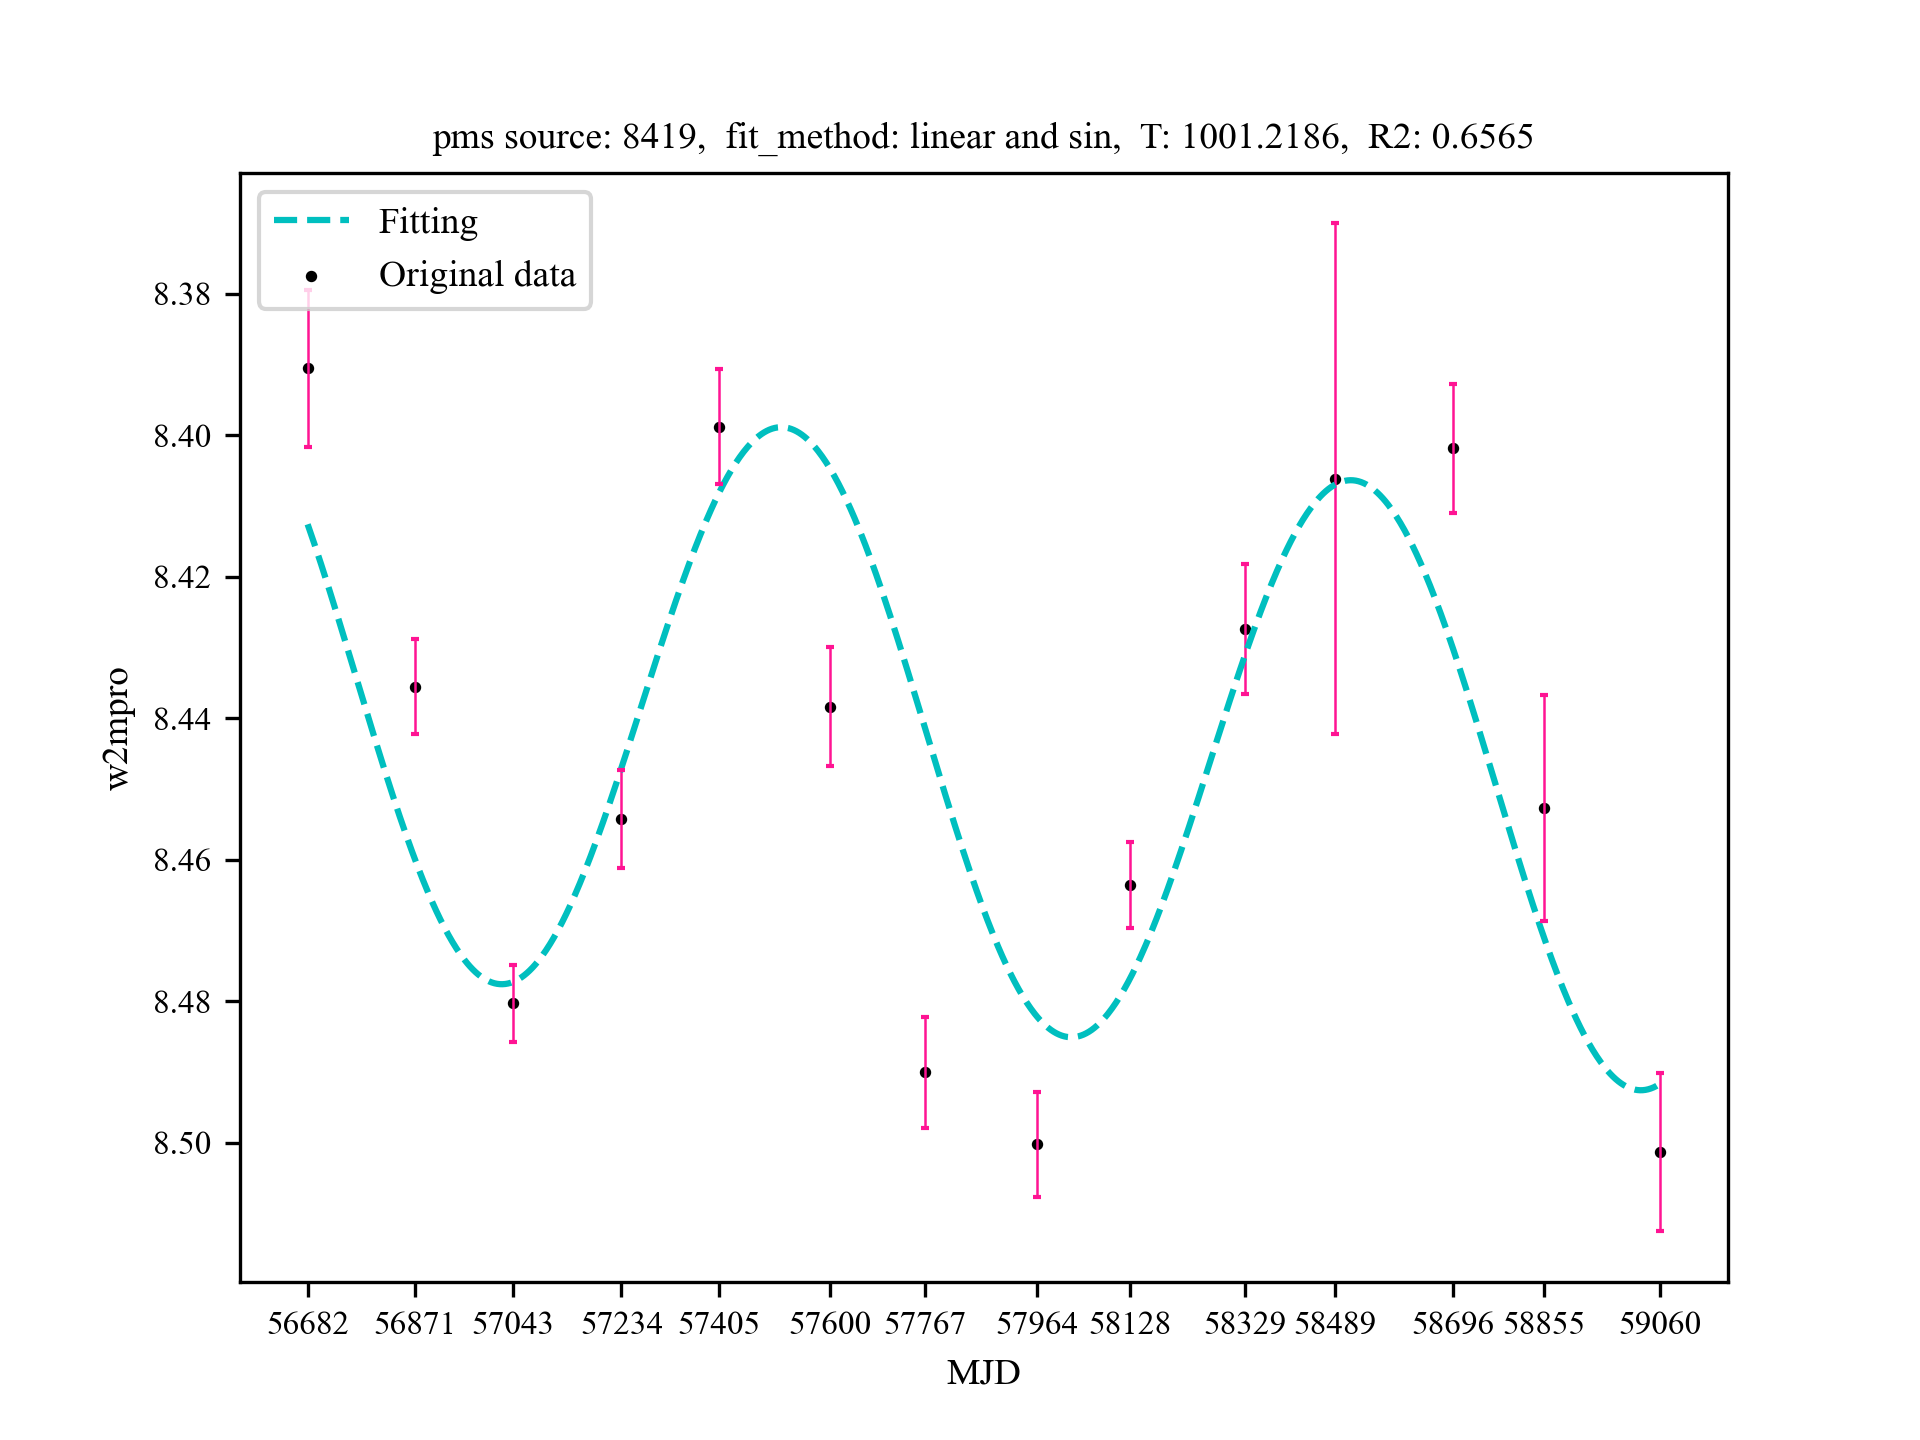 pms source: 8419,  fit_method: linear and sin,  T: 1001.2186,  R2: 0.6565
Fitting
Original data
8.38
8.40
8.42
8.44
8.46
8.48
8.50
w2mpro
56682 56871 57043 57234 57405 57600 57767 57964 58128 58329 58489 58696 58855 59060
MJD